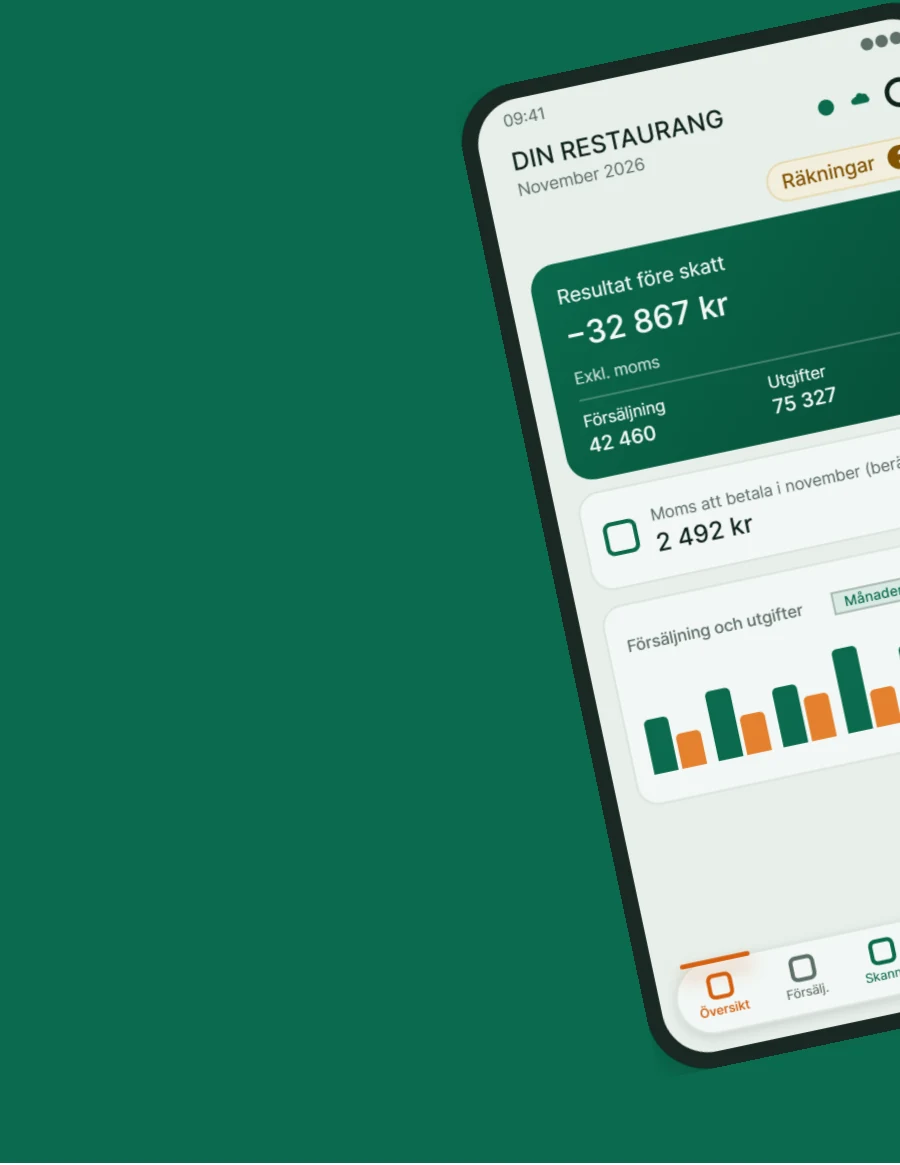 09:41
DIN RESTAURANG
November 2026
Räkningar
Resultat före skatt
−32 867 kr
Exkl. moms
Försäljning
42 460
Utgifter
75 327
Moms att betala i november
2 492 kr
Försäljning och utgifter
Översikt
Försälj.